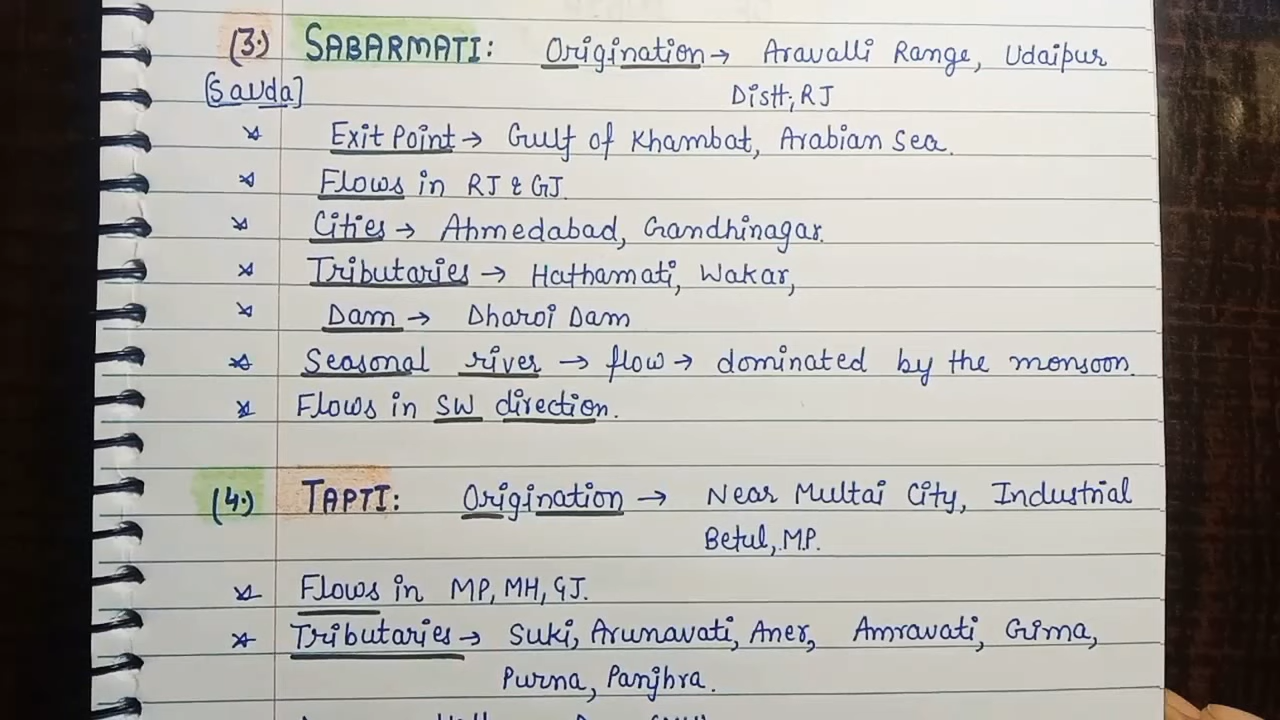 (3.) SABARMATI: Origination → Aravalli Range, Udaipur
[Sauda] Distt, RJ
* Exit Point → Gulf of Khambat, Arabian Sea.
* Flows in RJ & GJ.
* Cities → Ahmedabad, Gandhinagar.
* Tributaries → Hathamati, Wakar,
* Dam → Dharoi Dam
* Seasonal river → flow → dominated by the monsoon.
* Flows in SW direction.
(4.) TAPTI: Origination → Near Multai City, Industrial
Betul, M.P.
* Flows in MP, MH, GJ.
* Tributaries → Suki, Arunavati, Aner, Amravati, Girna,
Purna, Panjhra.